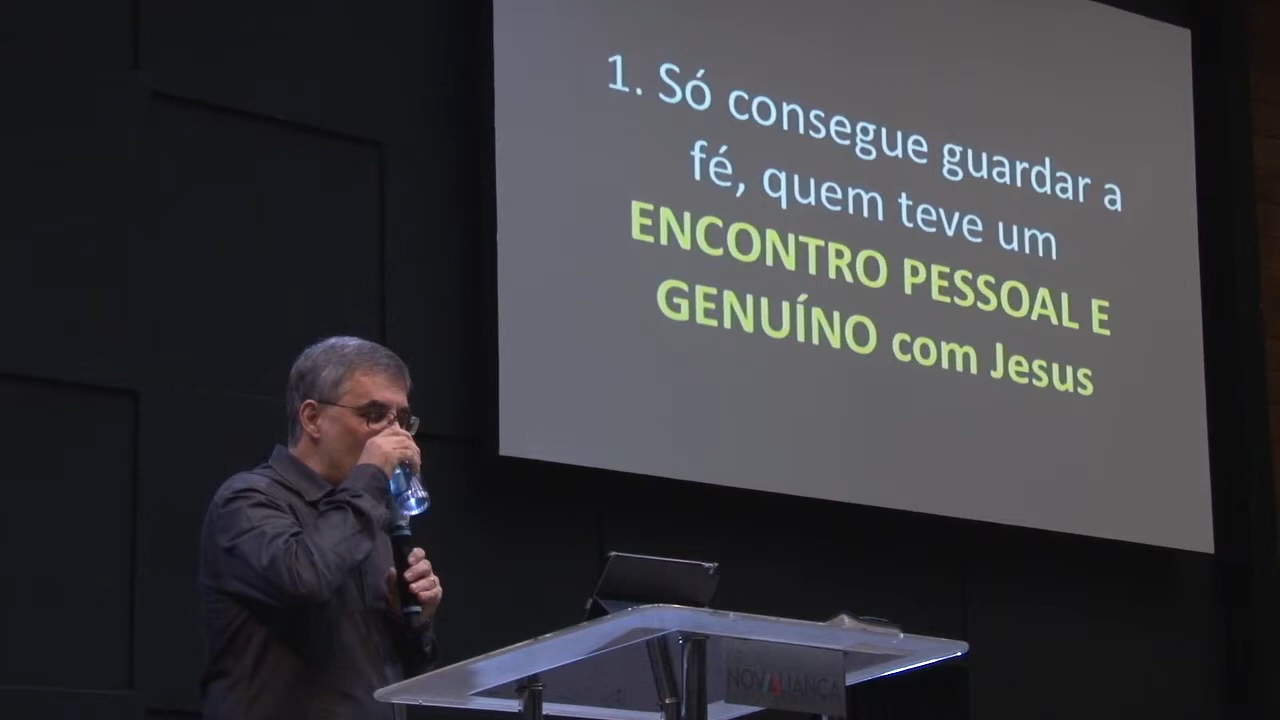 1. Só consegue guardar a
fé, quem teve um
ENCONTRO PESSOAL E
GENUÍNO com Jesus
NOVALIANÇA